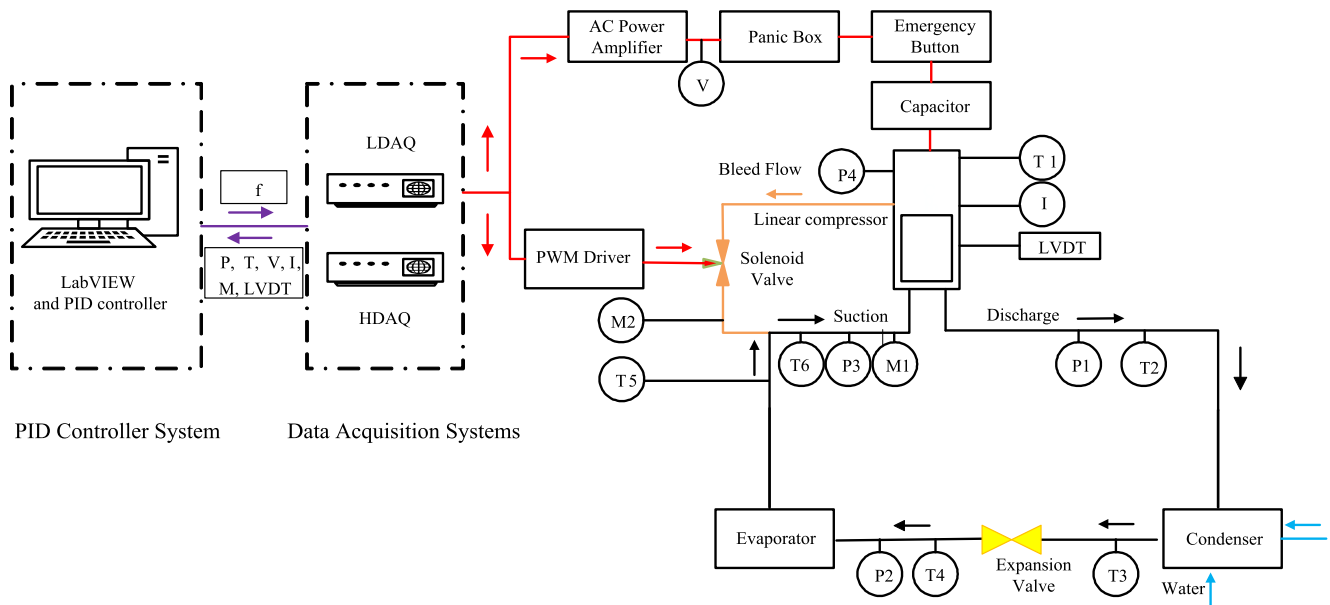 AC Power
Amplifier
Panic Box
Emergency
Button
V
Capacitor
LDAQ
f
P, T, V, I,
M, LVDT
LabVIEW
and PID controller
HDAQ
PWM Driver
Bleed Flow
P4
T 1
I
Linear compressor
LVDT
Solenoid
Valve
M2
Suction
Discharge
T5
T6
P3
M1
P1
T2
PID Controller System
Data Acquisition Systems
Evaporator
Condenser
P2
T4
Expansion
Valve
T3
Water